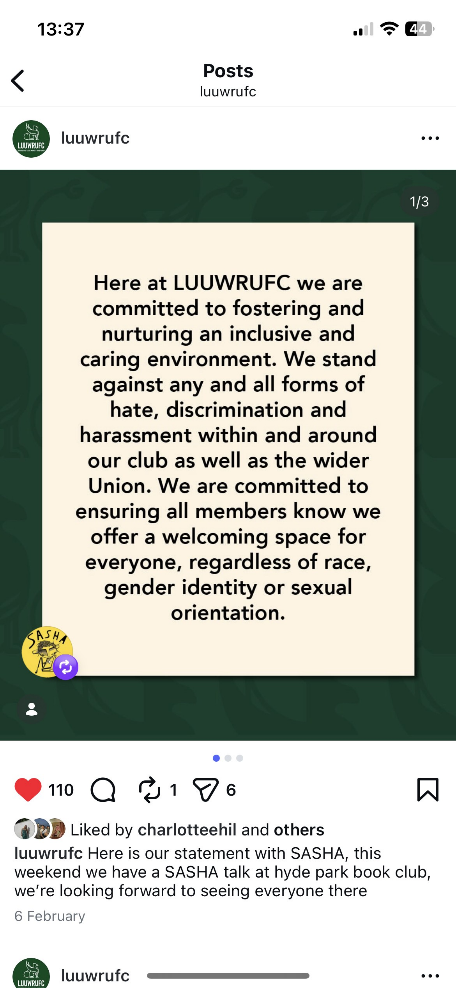 13:37
44
Posts
luuwrufc
LUUWRUFC
luuwrufc
1/3
Here at LUUWRUFC we are
committed to fostering and
nurturing an inclusive and
caring environment. We stand
against any and all forms of
hate, discrimination and
harassment within and around
our club as well as the wider
Union. We are committed to
ensuring all members know we
offer a welcoming space for
everyone, regardless of race,
gender identity or sexual
orientation.
SASHA
110
1
6
Liked by charlotteehil and others
luuwrufc Here is our statement with SASHA, this
weekend we have a SASHA talk at hyde park book club,
we're looking forward to seeing everyone there
6 February
LUUWRUFC
luuwrufc